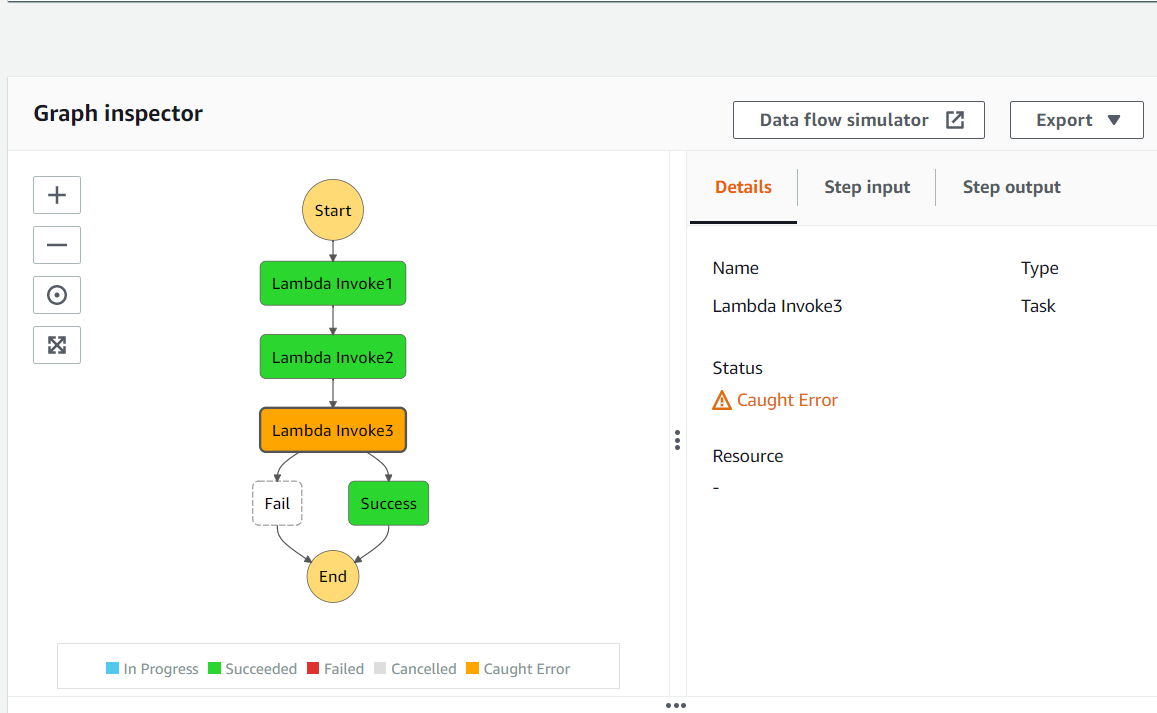 Graph inspector
Data flow simulator
Export
Details
Step input
Step output
Start
Lambda Invoke1
Lambda Invoke2
Lambda Invoke3
Fail
Success
End
In Progress Succeeded Failed Cancelled Caught Error
Name
Type
Lambda Invoke3
Task
Status
Caught Error
Resource
-